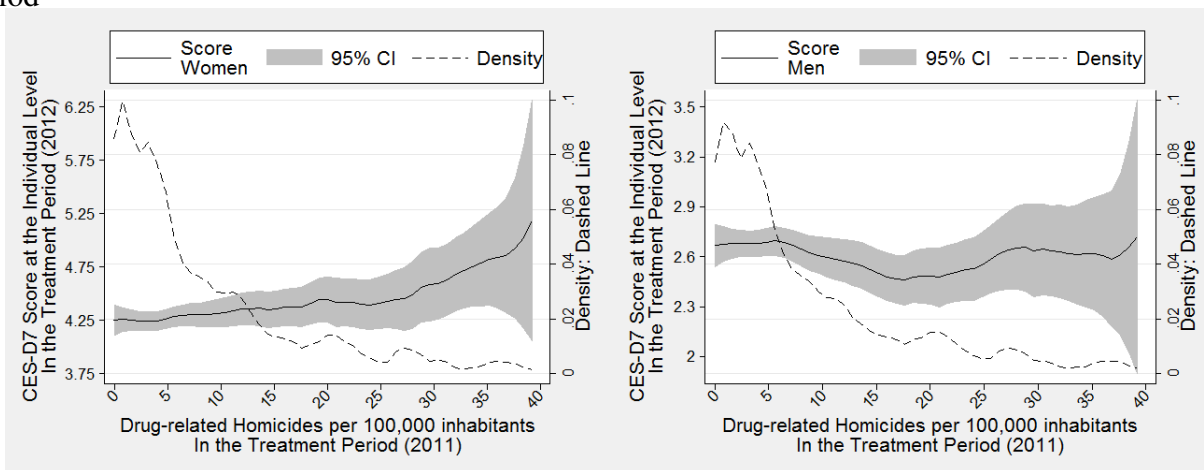 iod
Score
Women
95% CI
Density
CES-D7 Score at the Individual Level
In the Treatment Period (2012)
6.25
5.75
5.25
4.75
4.25
3.75
.1
.08
.06
.04
.02
0
Density: Dashed Line
0
5
10
15
20
25
30
35
40
Drug-related Homicides per 100,000 inhabitants
In the Treatment Period (2011)
Score
Men
95% CI
Density
CES-D7 Score at the Individual Level
In the Treatment Period (2012)
3.5
3.2
2.9
2.6
2.3
2
.1
.08
.06
.04
.02
0
Density: Dashed Line
0
5
10
15
20
25
30
35
40
Drug-related Homicides per 100,000 inhabitants
In the Treatment Period (2011)